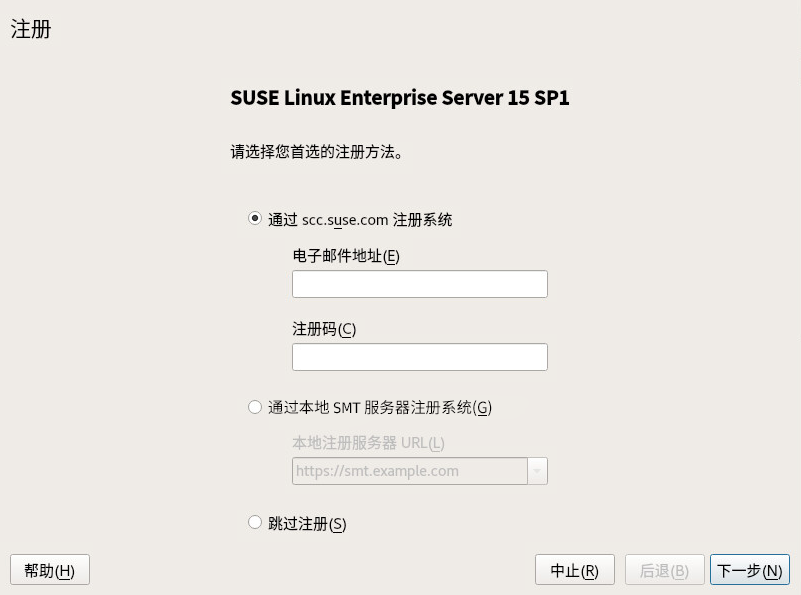 注册
SUSE Linux Enterprise Server 15 SP1
请选择您首选的注册方法。
通过 scc.suse.com 注册系统
电子邮件地址(E)
注册码(C)
通过本地 SMT 服务器注册系统(G)
本地注册服务器 URL(L)
https://smt.example.com
跳过注册(S)
帮助(H) 中止(R) 后退(B) 下一步(N)